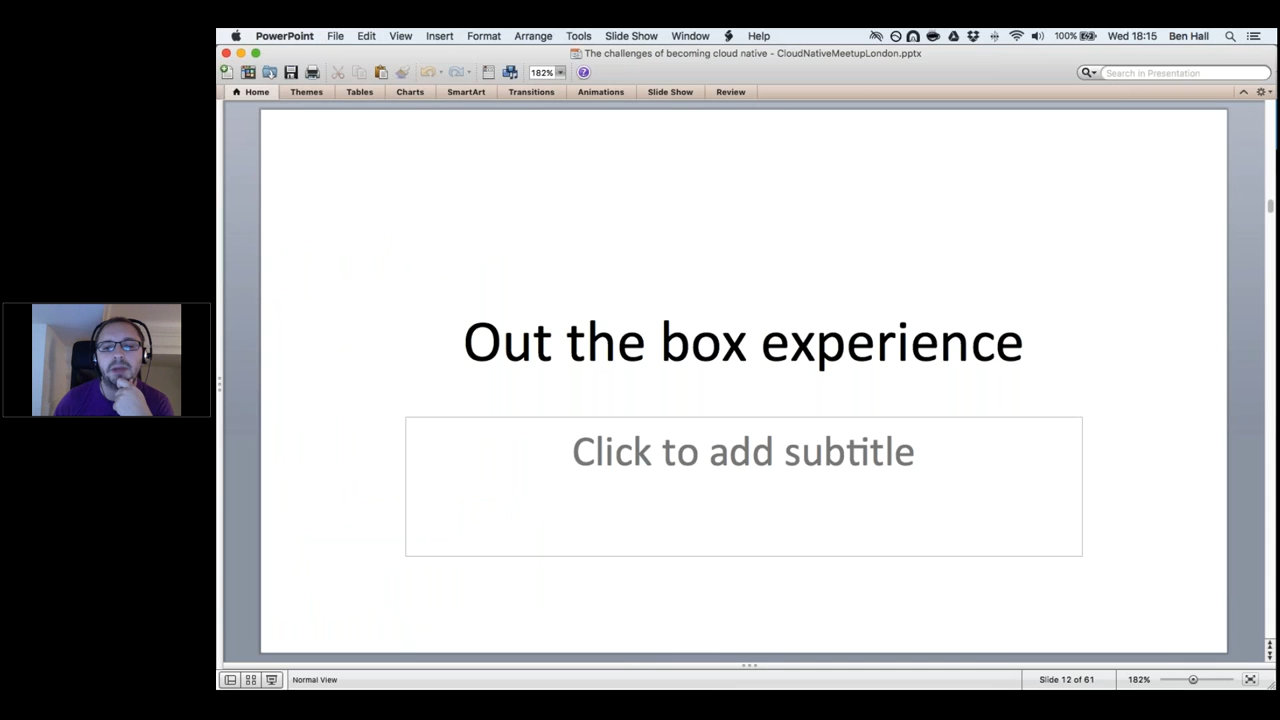 PowerPoint File Edit View Insert Format Arrange Tools Slide Show Window Help 100% Wed 18:15 Ben Hall
The challenges of becoming cloud native - CloudNativeMeetupLondon.pptx
182% Search in Presentation
Home Themes Tables Charts SmartArt Transitions Animations Slide Show Review
Out the box experience
Click to add subtitle
Normal View Slide 12 of 61 182%